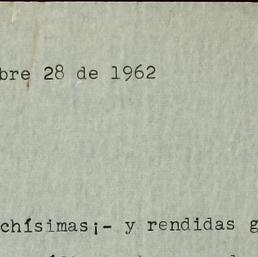 bre 28 de 1962
chísimas¡- y rendidas g